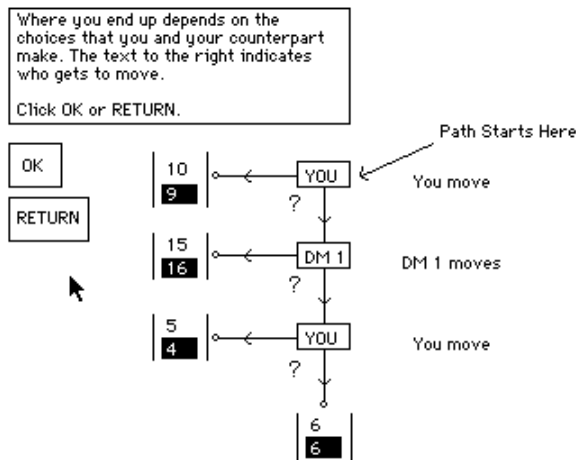 Where you end up depends on the
choices that you and your counterpart
make. The text to the right indicates
who gets to move.
Click OK or RETURN.
Path Starts Here
OK
10
9
YOU
You move
?
RETURN
15
16
DM 1
DM 1 moves
?
5
4
YOU
You move
?
6
6